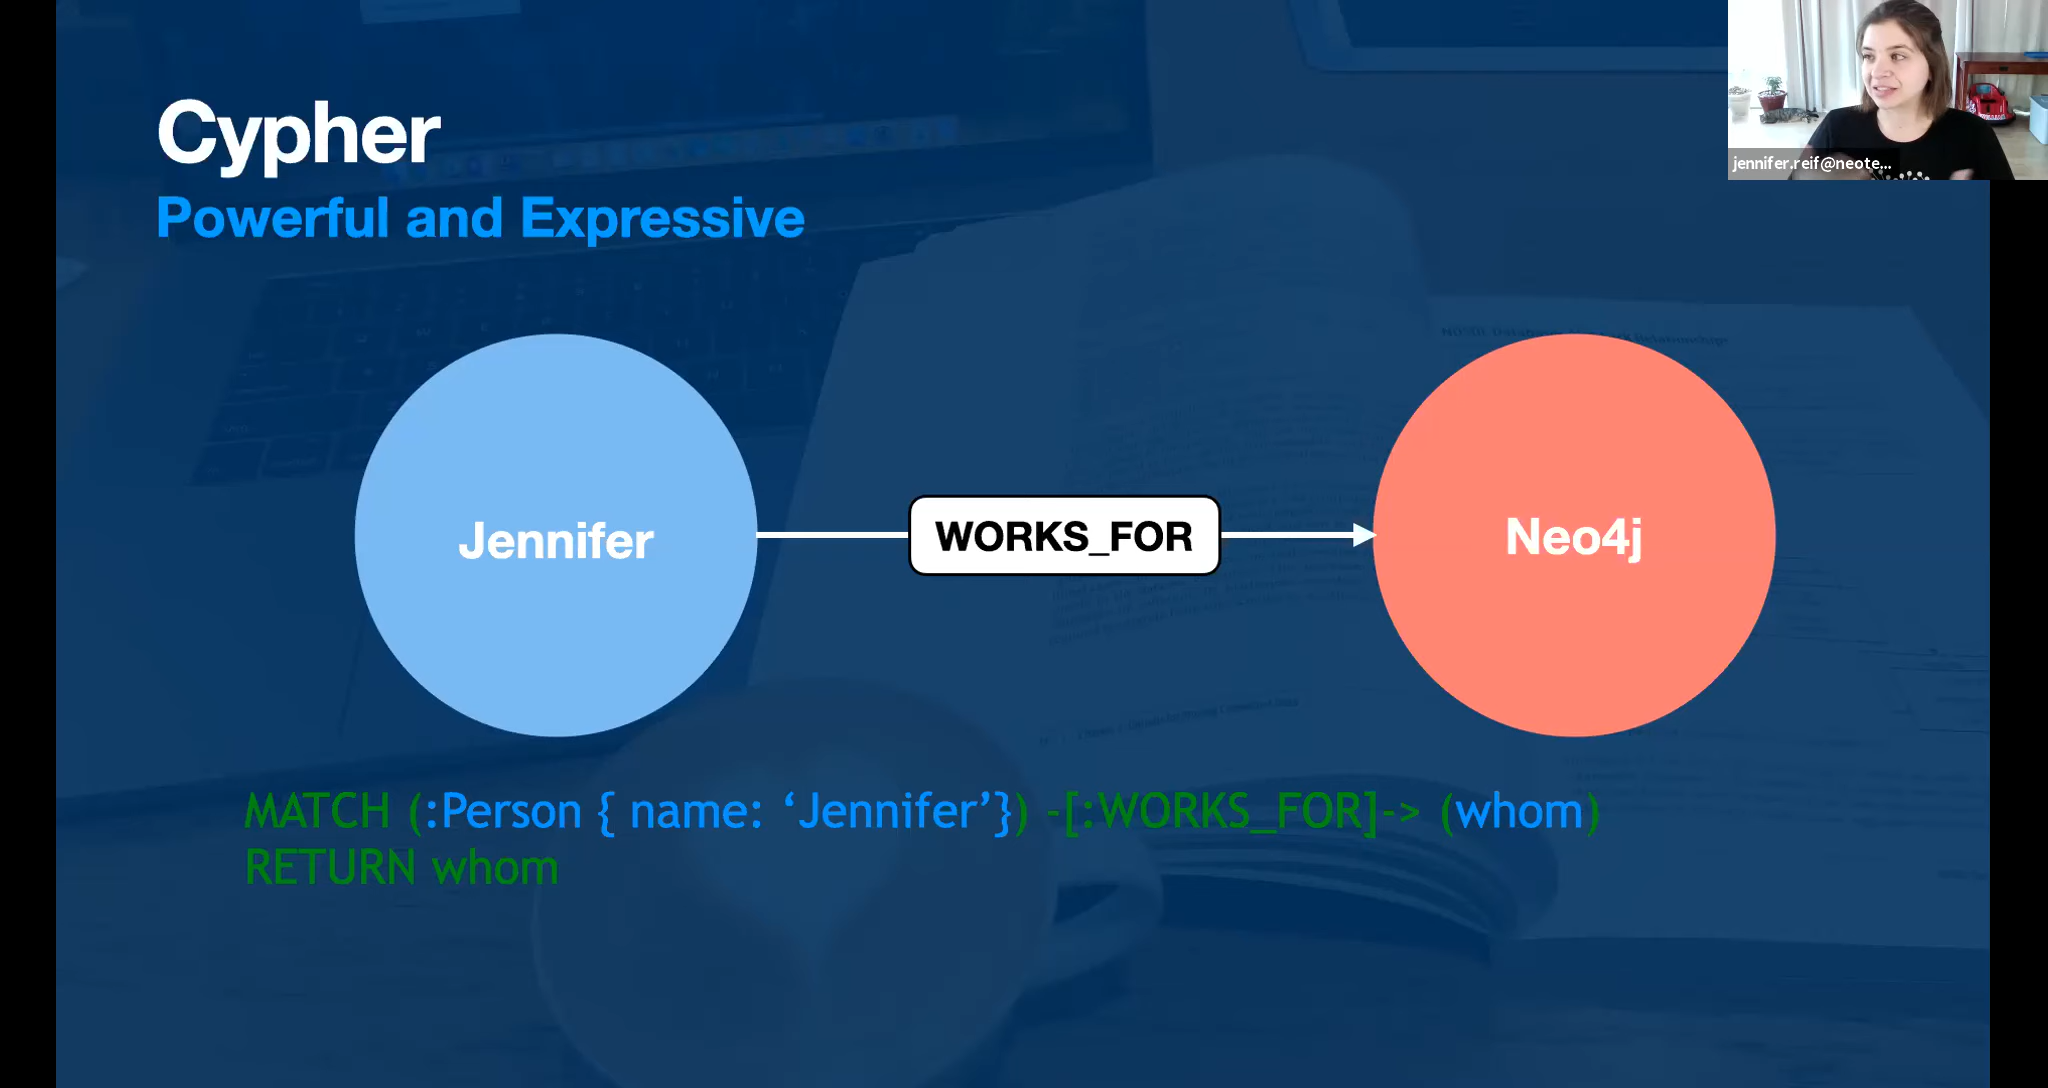 Cypher
Powerful and Expressive
jennifer.reif@neote...
Jennifer
WORKS_FOR
Neo4j
MATCH (:Person { name: ‘Jennifer’}) -[:WORKS_FOR]-> (whom)
RETURN whom